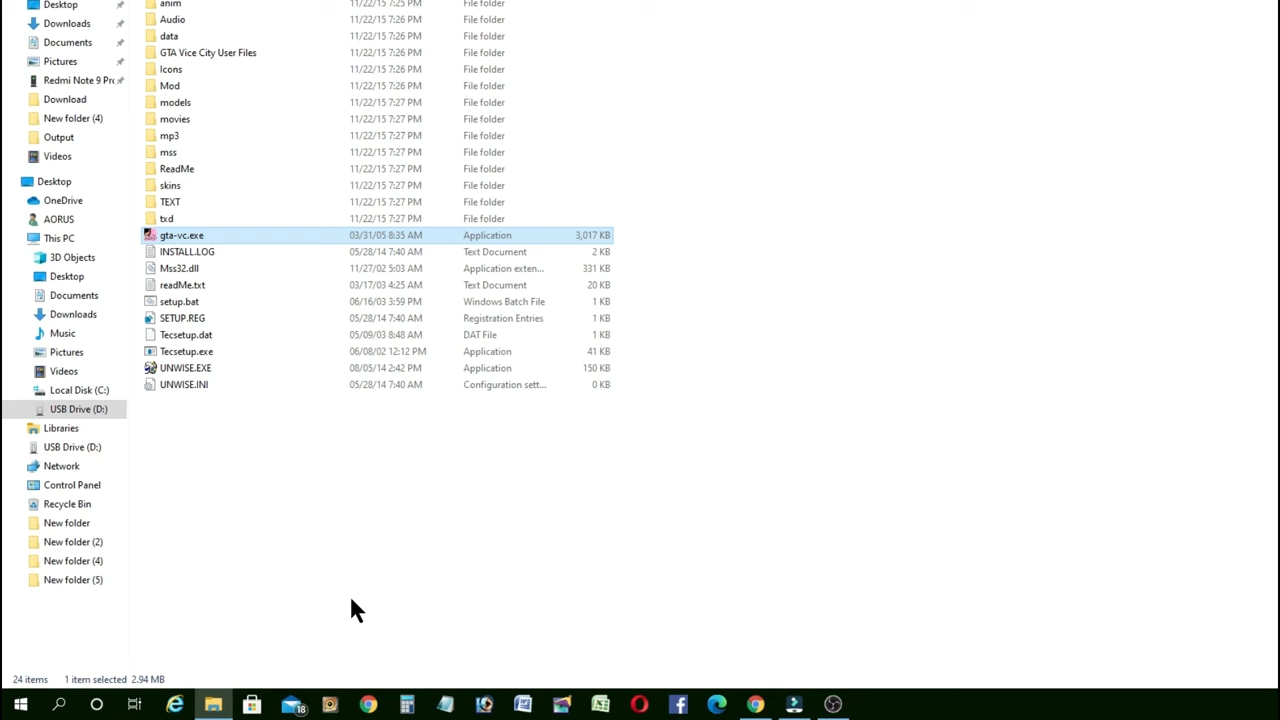 Desktop
Downloads
Documents
Pictures
Redmi Note 9 Pr
Download
New folder (4)
Output
Videos
Desktop
OneDrive
AORUS
This PC
3D Objects
Desktop
Documents
Downloads
Music
Pictures
Videos
Local Disk (C:)
USB Drive (D:)
Libraries
USB Drive (D:)
Network
Control Panel
Recycle Bin
New folder
New folder (2)
New folder (4)
New folder (5)
anim 11/22/15 7:25 PM File folder
Audio 11/22/15 7:26 PM File folder
data 11/22/15 7:26 PM File folder
GTA Vice City User Files 11/22/15 7:26 PM File folder
Icons 11/22/15 7:26 PM File folder
Mod 11/22/15 7:26 PM File folder
models 11/22/15 7:27 PM File folder
movies 11/22/15 7:27 PM File folder
mp3 11/22/15 7:27 PM File folder
mss 11/22/15 7:27 PM File folder
ReadMe 11/22/15 7:27 PM File folder
skins 11/22/15 7:27 PM File folder
TEXT 11/22/15 7:27 PM File folder
txd 11/22/15 7:27 PM File folder
gta-vc.exe 03/31/05 8:35 AM Application 3,017 KB
INSTALL.LOG 05/28/14 7:40 AM Text Document 2 KB
Mss32.dll 11/27/02 5:03 AM Application exten... 331 KB
readMe.txt 03/17/03 4:25 AM Text Document 20 KB
setup.bat 06/16/03 3:59 PM Windows Batch File 1 KB
SETUP.REG 05/28/14 7:40 AM Registration Entries 1 KB
Tecsetup.dat 05/09/03 8:48 AM DAT File 1 KB
Tecsetup.exe 06/08/02 12:12 PM Application 41 KB
UNWISE.EXE 08/05/14 2:42 PM Application 150 KB
UNWISE.INI 05/28/14 7:40 AM Configuration sett... 0 KB
24 items 1 item selected 2.94 MB
18